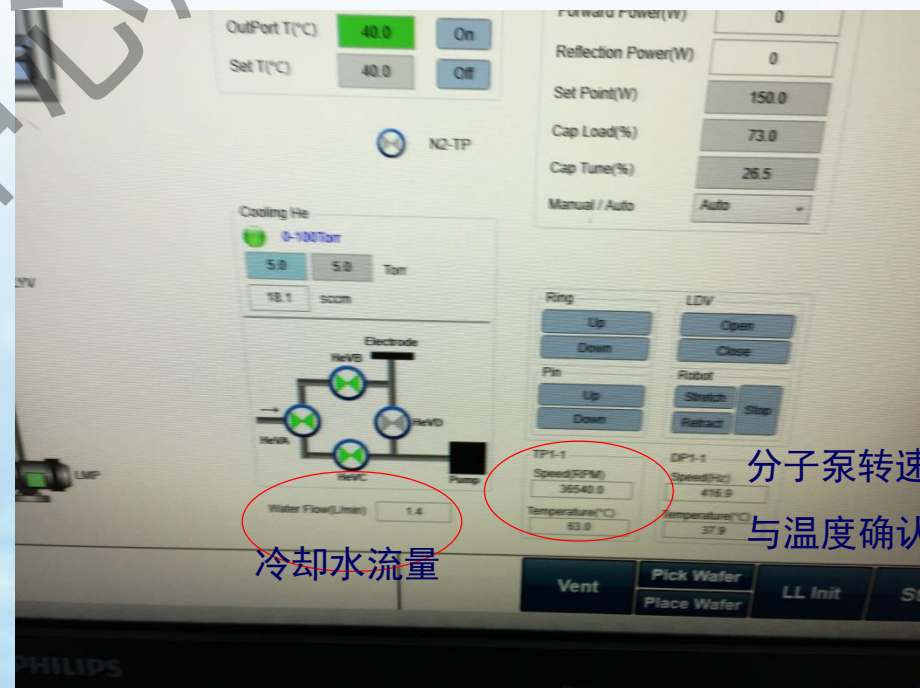 OutPort T(°C) 40.0 On
Set T(°C) 40.0 Off
N2-TP
Forward Power(W) 0
Reflection Power(W) 0
Set Point(W) 150.0
Cap Load(%) 73.0
Cap Tune(%) 26.5
Manual / Auto Auto
Cooling He
0-100Torr
5.0 5.0 Torr
18.1 sccm
Electrode
HeVB
HeVA
HeVD
HeVC
Pump
LMP
Water Flow(L/min) 1.4
冷却水流量
Ring
Up
Down
LDV
Open
Close
Pin
Up
Down
Robot
Stretch
Retract
Stop
TP1-1
Speed(RPM)
36540.0
Temperature(°C)
63.0
DP1-1
Speed(Hz)
416.9
Temperature(°C)
37.9
分子泵转速
与温度确认
Vent
Pick Wafer
Place Wafer
LL Init
PHILIPS